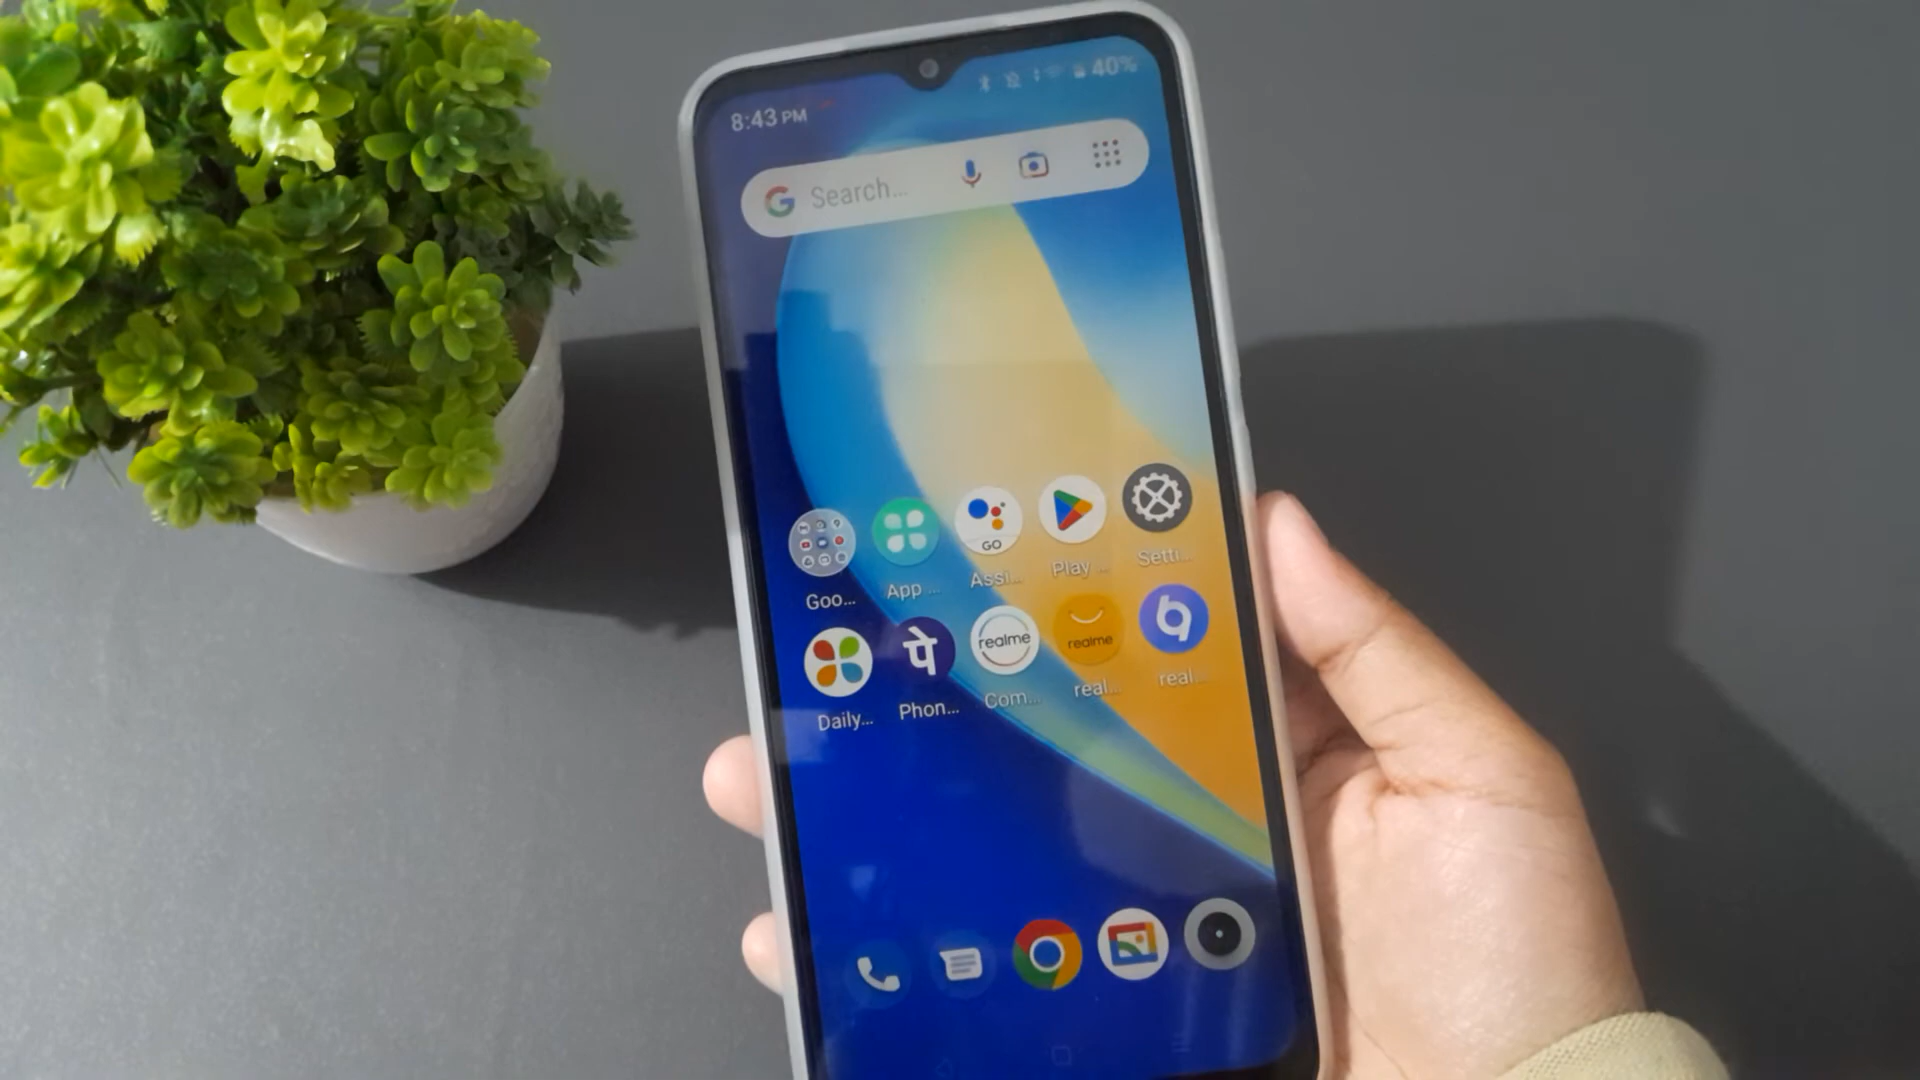 8:43 PM
40%
Search...
GO
Goo...
App ...
Assi...
Play ...
Setti...
पे
realme
realme
Daily...
Phon...
Com...
real...
real...